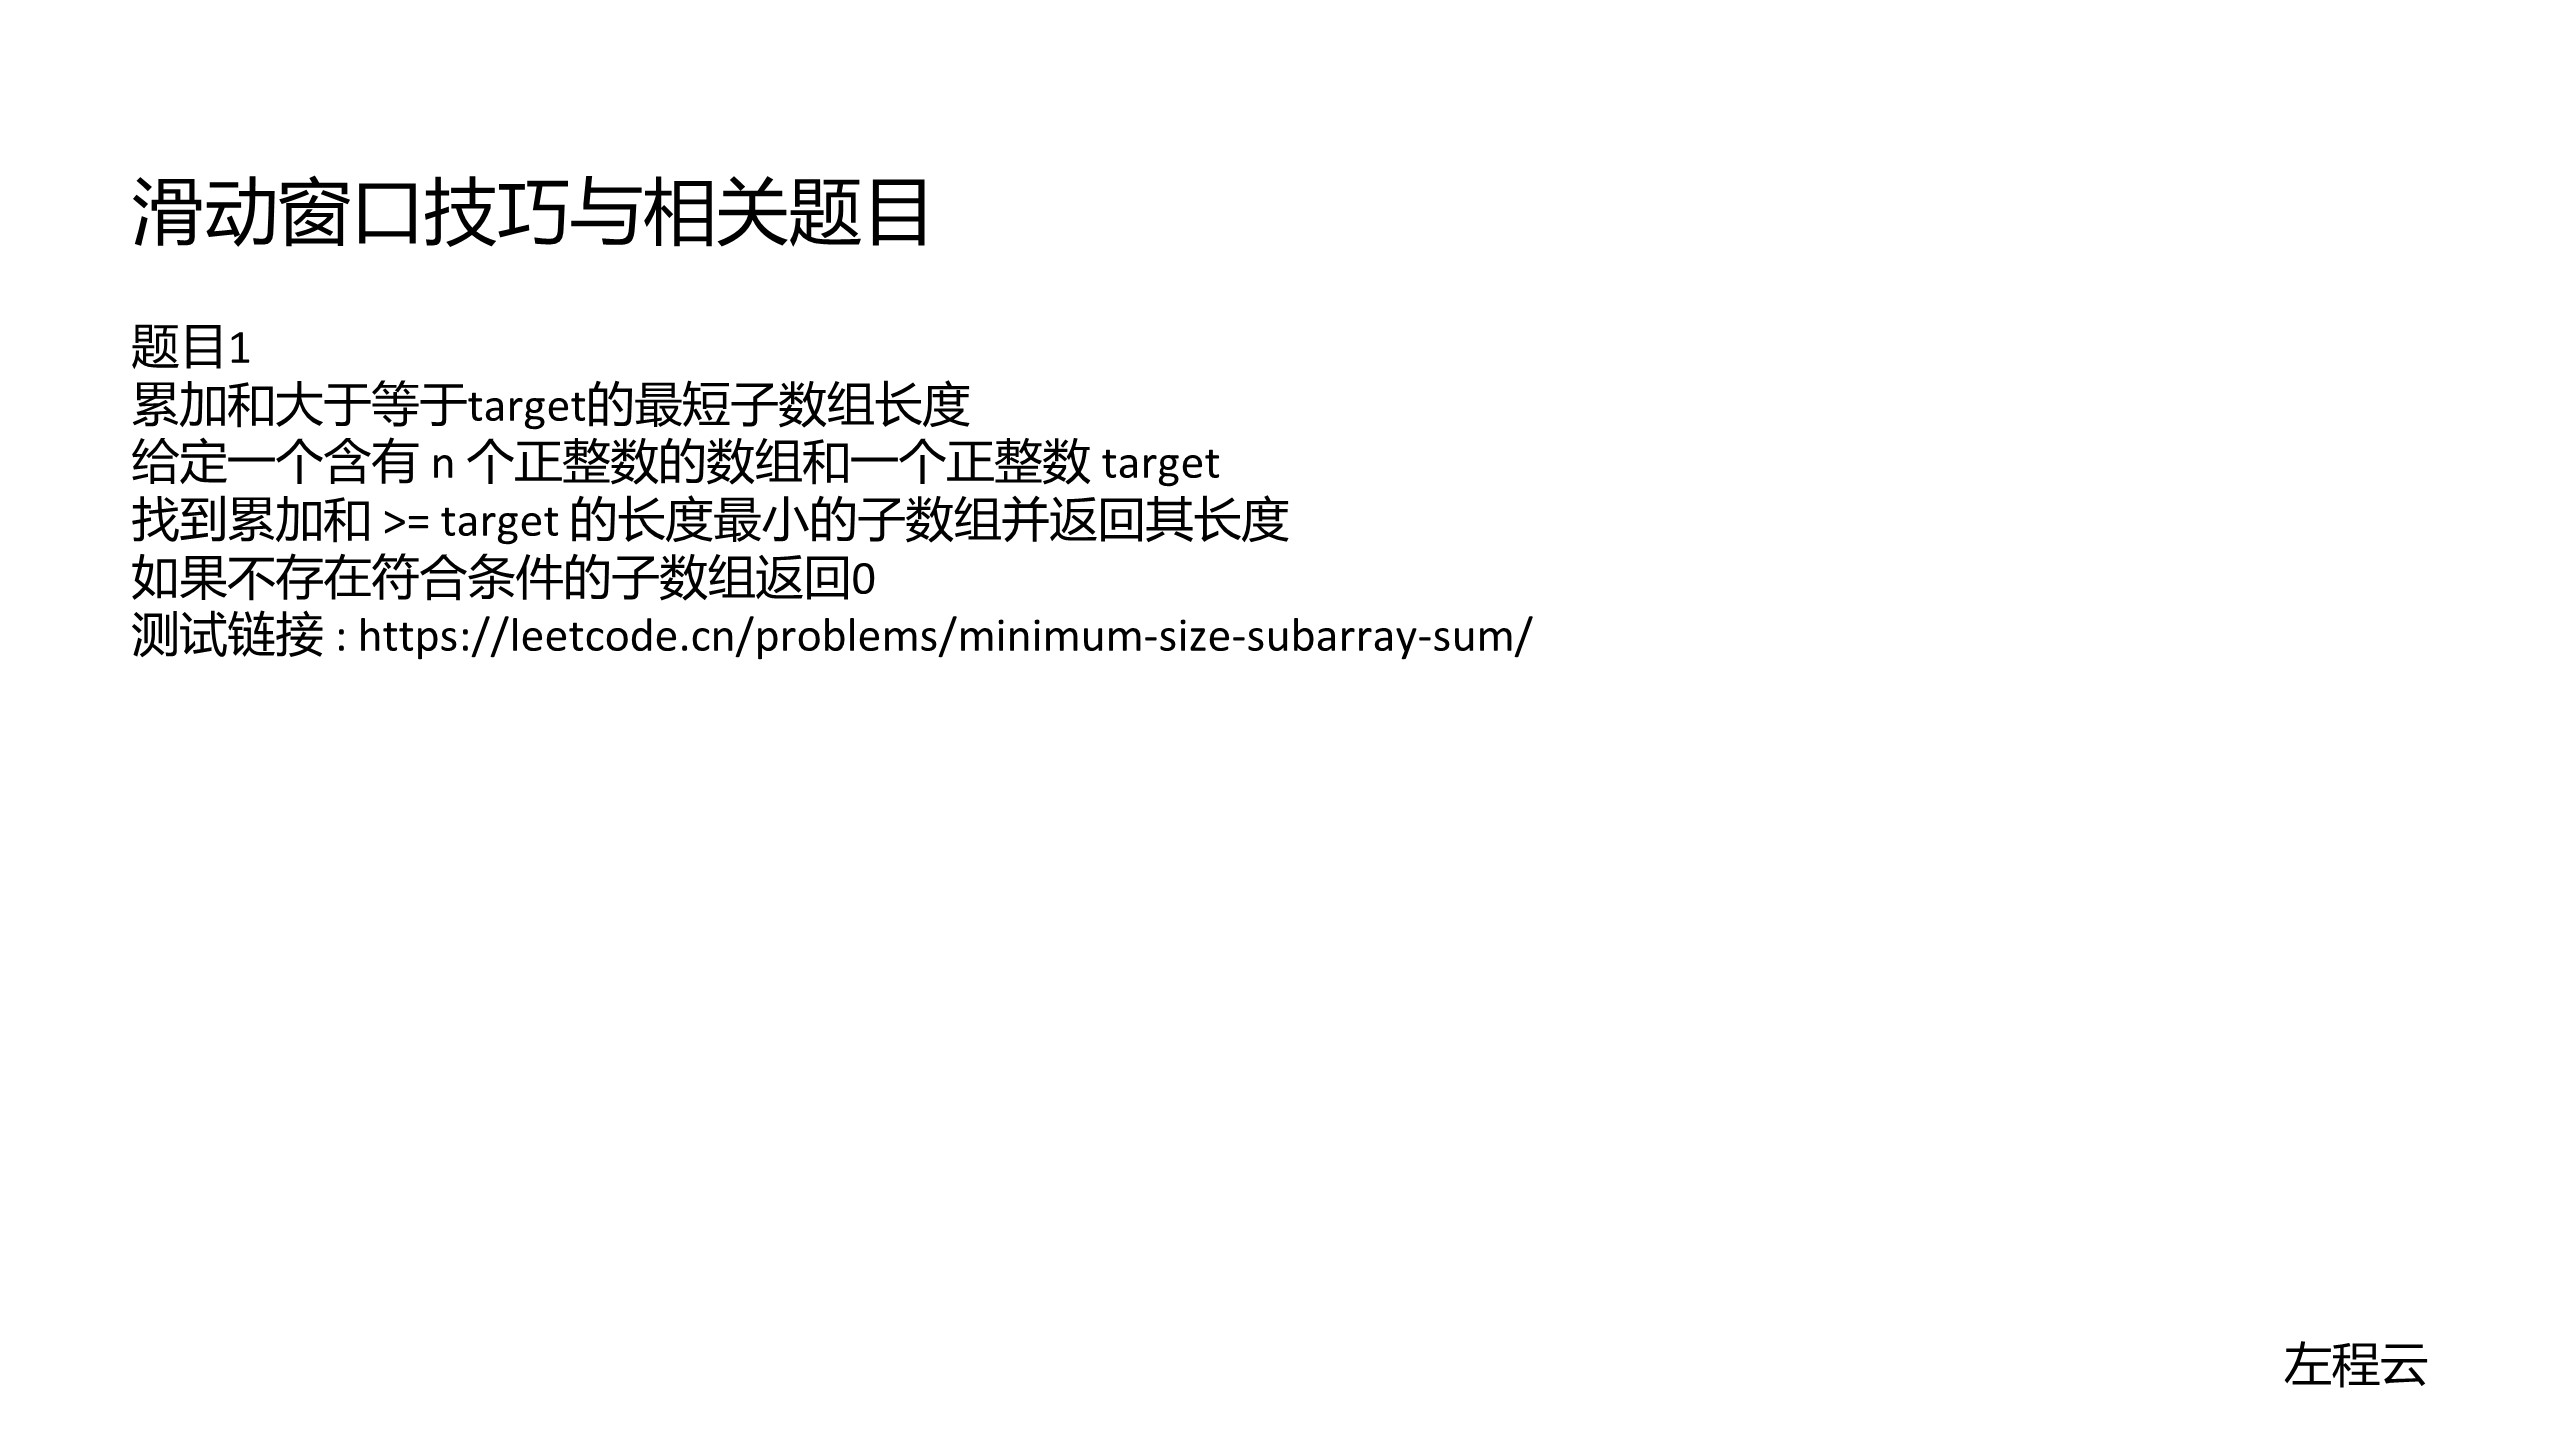 滑动窗口技巧与相关题目
题目1
累加和大于等于target的最短子数组长度
给定一个含有 n 个正整数的数组和一个正整数 target
找到累加和 >= target 的长度最小的子数组并返回其长度
如果不存在符合条件的子数组返回0
测试链接 : https://leetcode.cn/problems/minimum-size-subarray-sum/
左程云